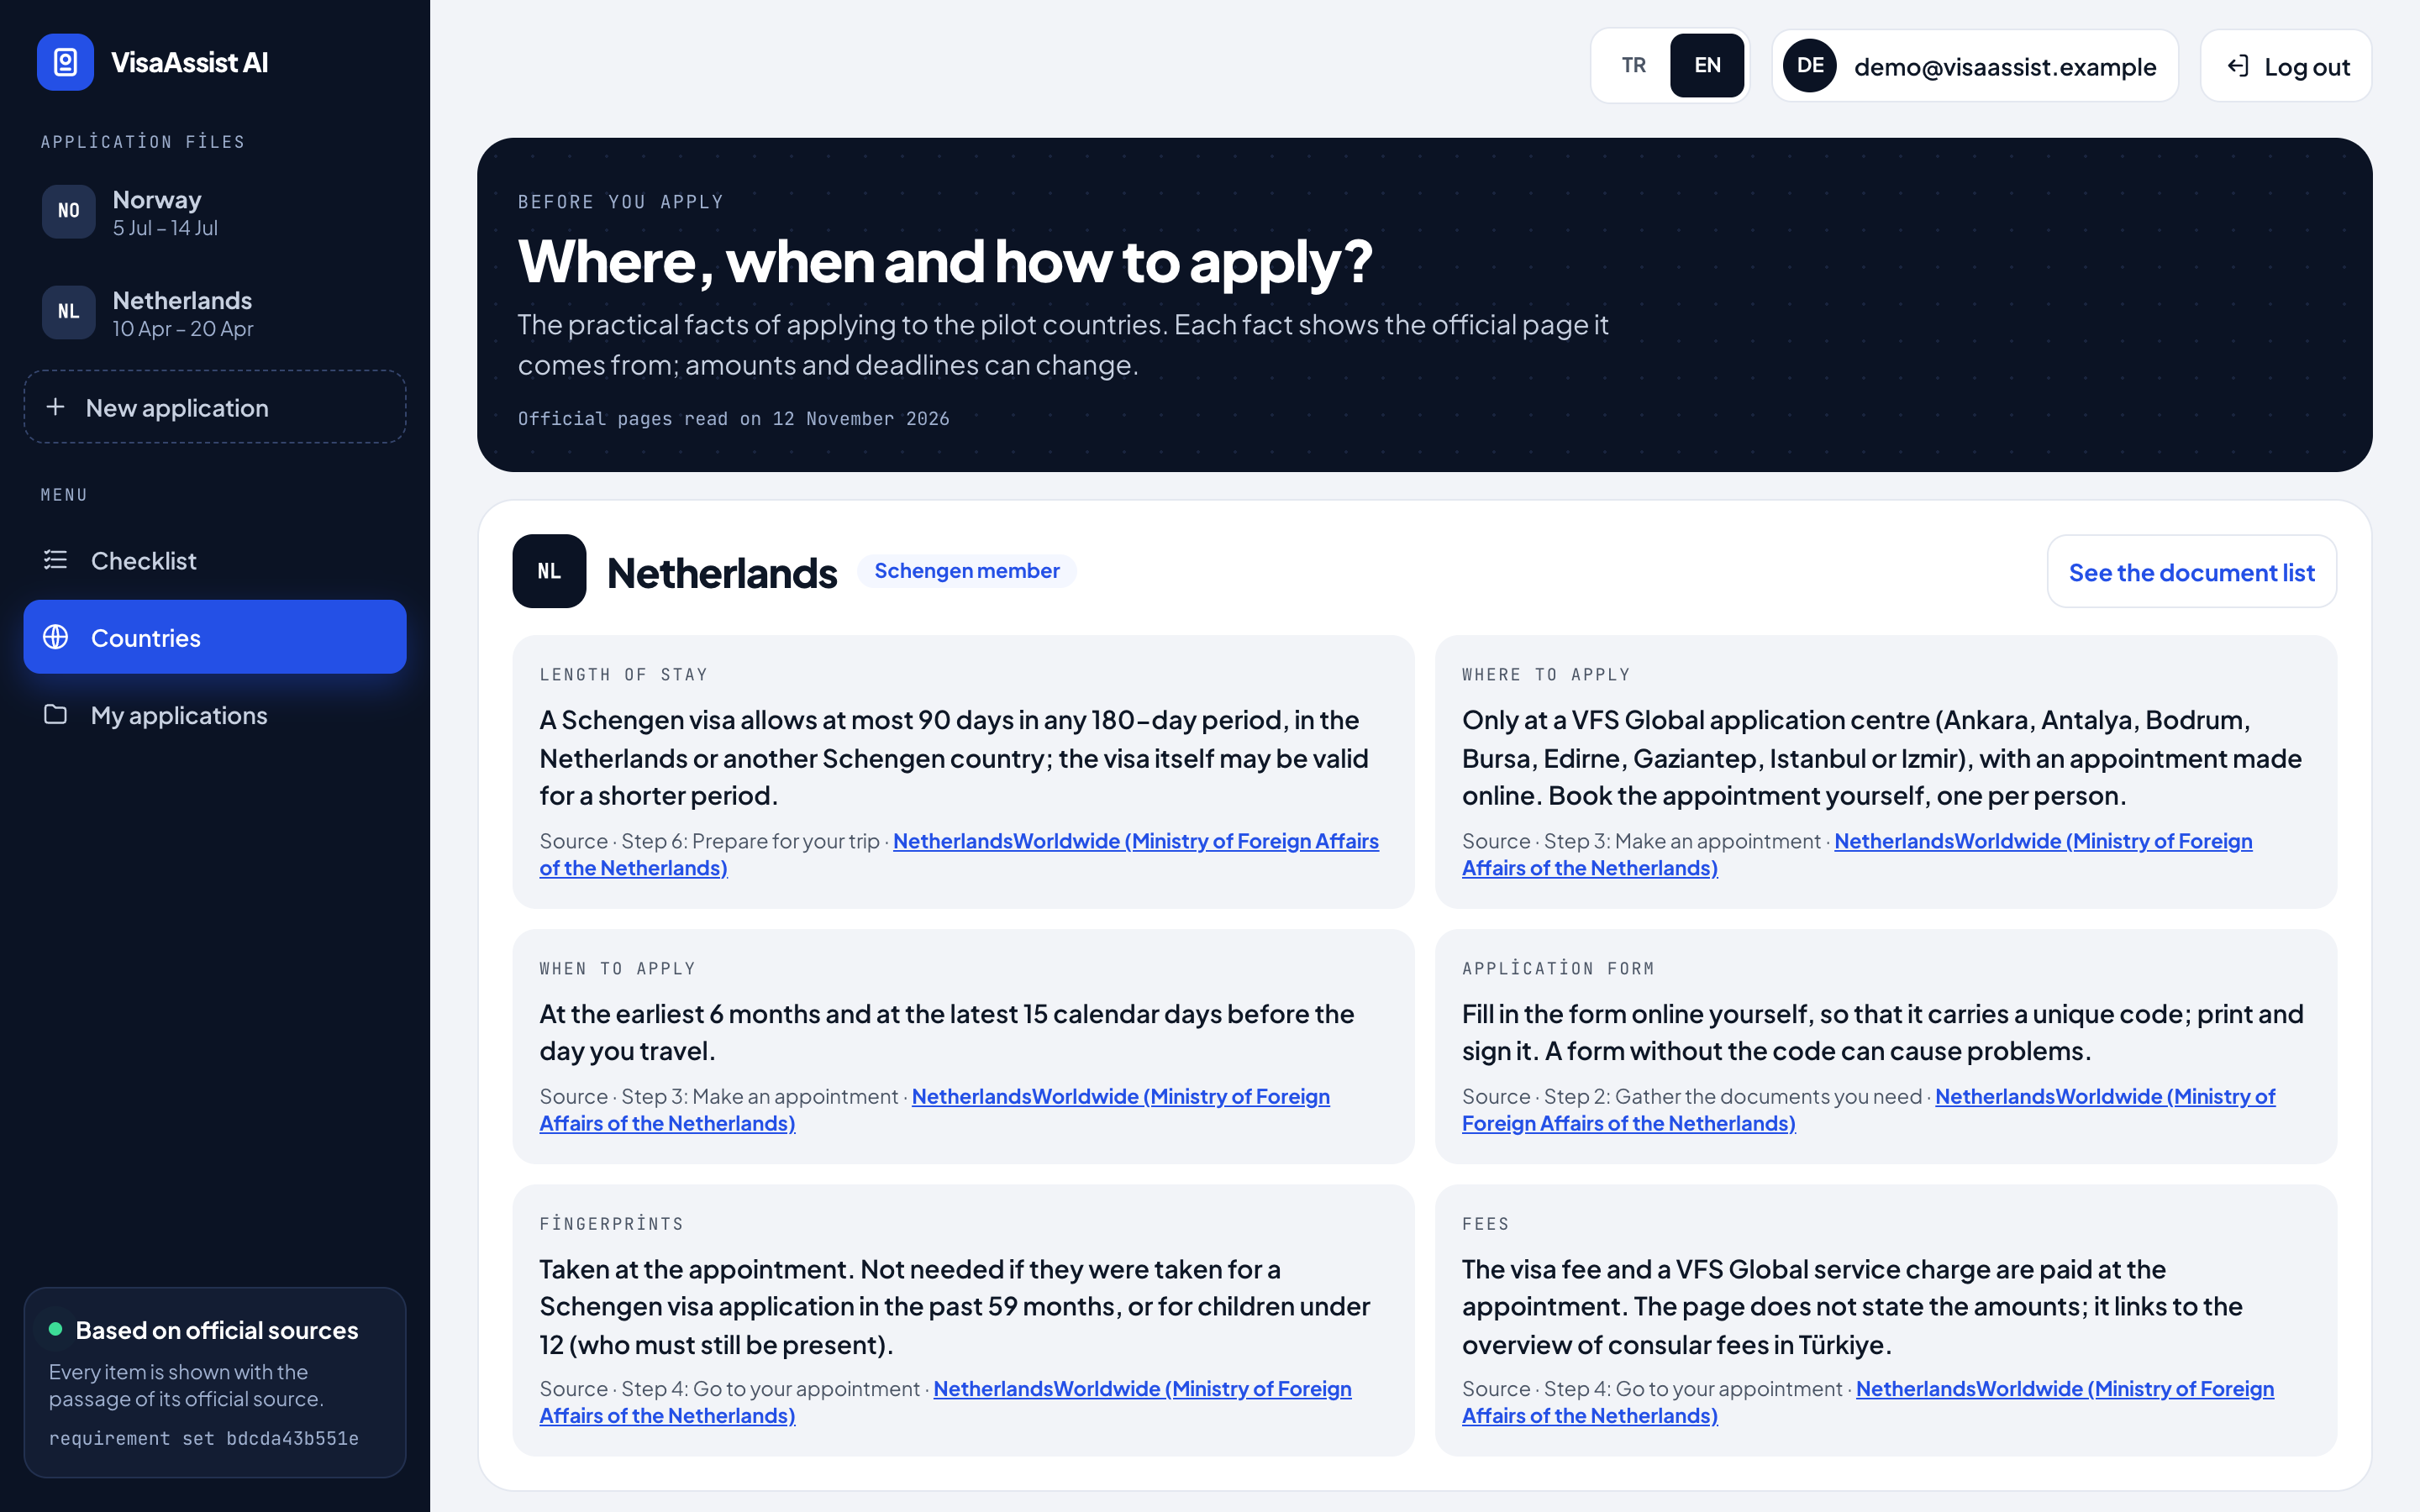 VisaAssist AI
APPLİCATİON FİLES
NO
Norway
5 Jul – 14 Jul
NL
Netherlands
10 Apr – 20 Apr
New application
MENU
Checklist
Countries
My applications
Based on official sources
Every item is shown with the
passage of its official source.
requirement set bdcda43b551e
TR
EN
DE
demo@visaassist.example
Log out
BEFORE YOU APPLY
Where, when and how to apply?
The practical facts of applying to the pilot countries. Each fact shows the official page it
comes from; amounts and deadlines can change.
Official pages read on 12 November 2026
NL
Netherlands
Schengen member
See the document list
LENGTH OF STAY
A Schengen visa allows at most 90 days in any 180-day period, in the
Netherlands or another Schengen country; the visa itself may be valid
for a shorter period.
Source · Step 6: Prepare for your trip · NetherlandsWorldwide (Ministry of Foreign Affairs
of the Netherlands)
WHERE TO APPLY
Only at a VFS Global application centre (Ankara, Antalya, Bodrum,
Bursa, Edirne, Gaziantep, Istanbul or Izmir), with an appointment made
online. Book the appointment yourself, one per person.
Source · Step 3: Make an appointment · NetherlandsWorldwide (Ministry of Foreign
Affairs of the Netherlands)
WHEN TO APPLY
At the earliest 6 months and at the latest 15 calendar days before the
day you travel.
Source · Step 3: Make an appointment · NetherlandsWorldwide (Ministry of Foreign
Affairs of the Netherlands)
APPLİCATİON FORM
Fill in the form online yourself, so that it carries a unique code; print and
sign it. A form without the code can cause problems.
Source · Step 2: Gather the documents you need · NetherlandsWorldwide (Ministry of
Foreign Affairs of the Netherlands)
FİNGERPRİNTS
Taken at the appointment. Not needed if they were taken for a
Schengen visa application in the past 59 months, or for children under
12 (who must still be present).
Source · Step 4: Go to your appointment · NetherlandsWorldwide (Ministry of Foreign
Affairs of the Netherlands)
FEES
The visa fee and a VFS Global service charge are paid at the
appointment. The page does not state the amounts; it links to the
overview of consular fees in Türkiye.
Source · Step 4: Go to your appointment · NetherlandsWorldwide (Ministry of Foreign
Affairs of the Netherlands)